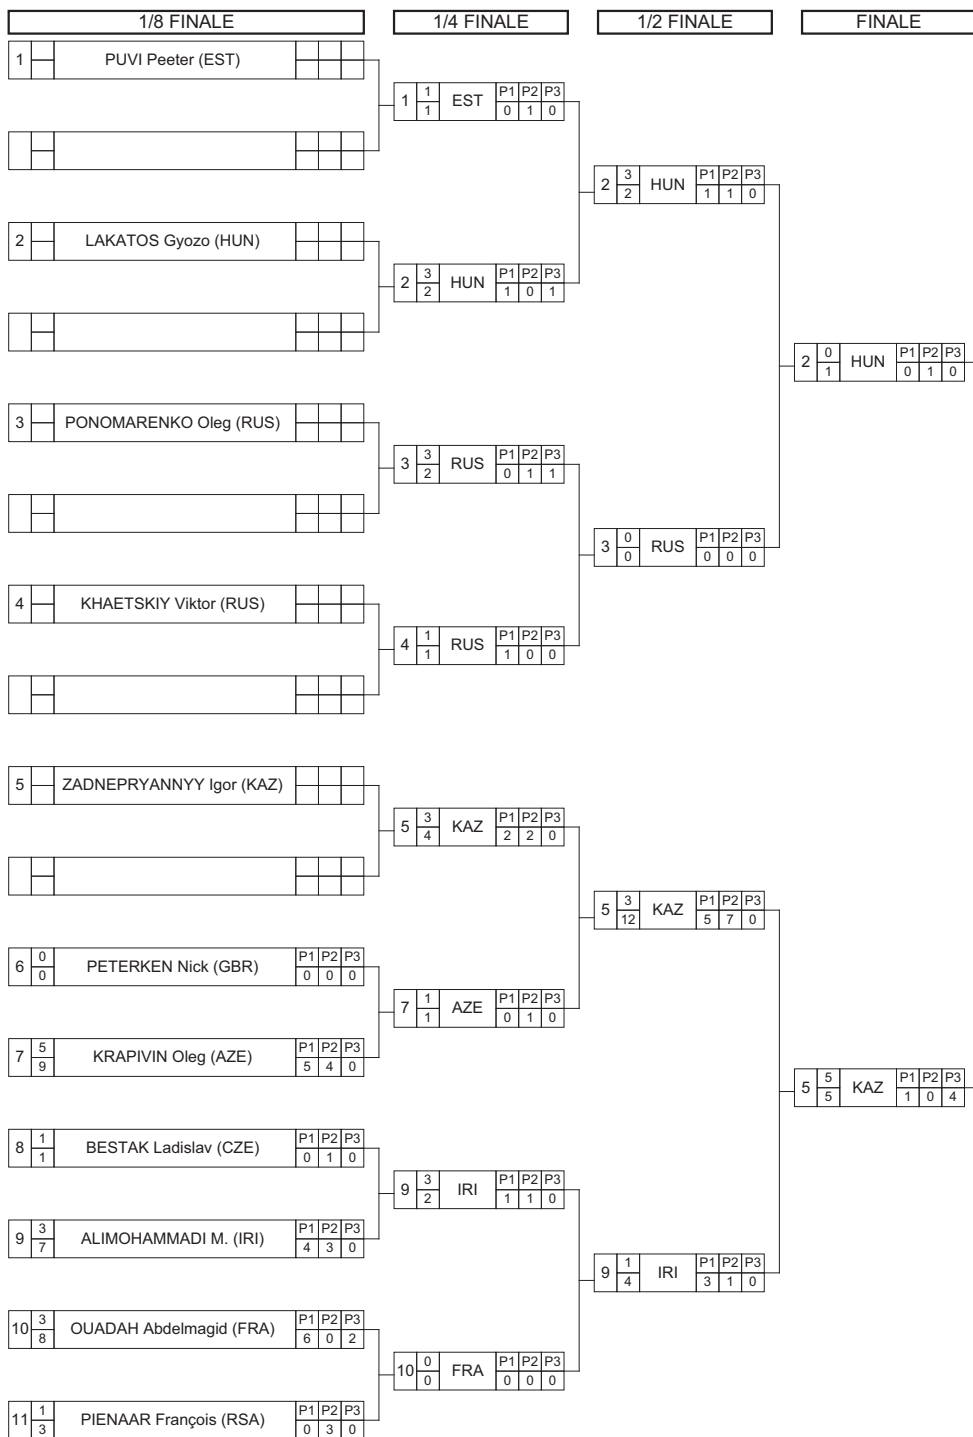 1/8 FINALE 1/4 FINALE 1/2 FINALE FINALE
1 PUVI Peeter (EST)
1 1 EST P1 P2 P3
1 0 1 0
2 3 HUN P1 P2 P3
2 1 1 0
2 LAKATOS Gyozo (HUN)
2 3 HUN P1 P2 P3
2 1 0 1
2 0 HUN P1 P2 P3
1 0 1 0
3 PONOMARENKO Oleg (RUS)
3 3 RUS P1 P2 P3
2 0 1 1
3 0 RUS P1 P2 P3
0 0 0 0
4 KHAETSKIY Viktor (RUS)
4 1 RUS P1 P2 P3
1 1 0 0
5 ZADNEPRYANNYY Igor (KAZ)
5 3 KAZ P1 P2 P3
4 2 2 0
5 3 KAZ P1 P2 P3
12 5 7 0
6 0 PETERKEN Nick (GBR) P1 P2 P3
0 0 0 0
7 1 AZE P1 P2 P3
1 0 1 0
7 5 KRAPIVIN Oleg (AZE) P1 P2 P3
9 5 4 0
5 5 KAZ P1 P2 P3
5 1 0 4
8 1 BESTAK Ladislav (CZE) P1 P2 P3
1 0 1 0
9 3 IRI P1 P2 P3
2 1 1 0
9 3 ALIMOHAMMADI M. (IRI) P1 P2 P3
7 4 3 0
9 1 IRI P1 P2 P3
4 3 1 0
10 3 OUADAH Abdelmagid (FRA) P1 P2 P3
8 6 0 2
10 0 FRA P1 P2 P3
0 0 0 0
11 1 PIENAAR François (RSA) P1 P2 P3
3 0 3 0